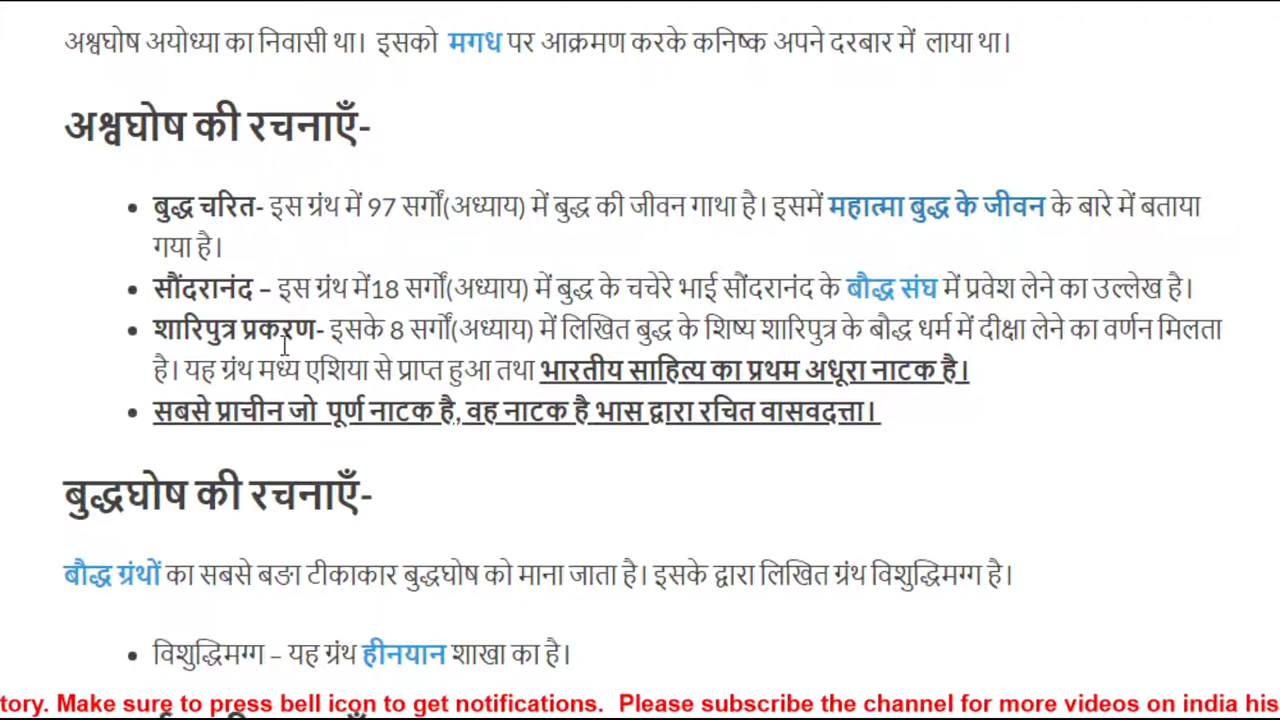 अश्वघोष अयोध्या का निवासी था। इसको मगध पर आक्रमण करके कनिष्क अपने दरबार में लाया था।
अश्वघोष की रचनाएँ-
• बुद्ध चरित- इस ग्रंथ में 97 सर्गों(अध्याय) में बुद्ध की जीवन गाथा है। इसमें महात्मा बुद्ध के जीवन के बारे में बताया
गया है।
• सौंदरानंद – इस ग्रंथ में18 सर्गों(अध्याय) में बुद्ध के चचेरे भाई सौंदरानंद के बौद्ध संघ में प्रवेश लेने का उल्लेख है।
• शारिपुत्र प्रकरण- इसके 8 सर्गों(अध्याय) में लिखित बुद्ध के शिष्य शारिपुत्र के बौद्ध धर्म में दीक्षा लेने का वर्णन मिलता
है। यह ग्रंथ मध्य एशिया से प्राप्त हुआ तथा भारतीय साहित्य का प्रथम अधूरा नाटक है।
• सबसे प्राचीन जो पूर्ण नाटक है, वह नाटक है भास द्वारा रचित वासवदत्ता।
बुद्धघोष की रचनाएँ-
बौद्ध ग्रंथों का सबसे बङा टीकाकार बुद्धघोष को माना जाता है। इसके द्वारा लिखित ग्रंथ विशुद्धिमग्ग है।
• विशुद्धिमग्ग – यह ग्रंथ हीनयान शाखा का है।
tory. Make sure to press bell icon to get notifications. Please subscribe the channel for more videos on india his